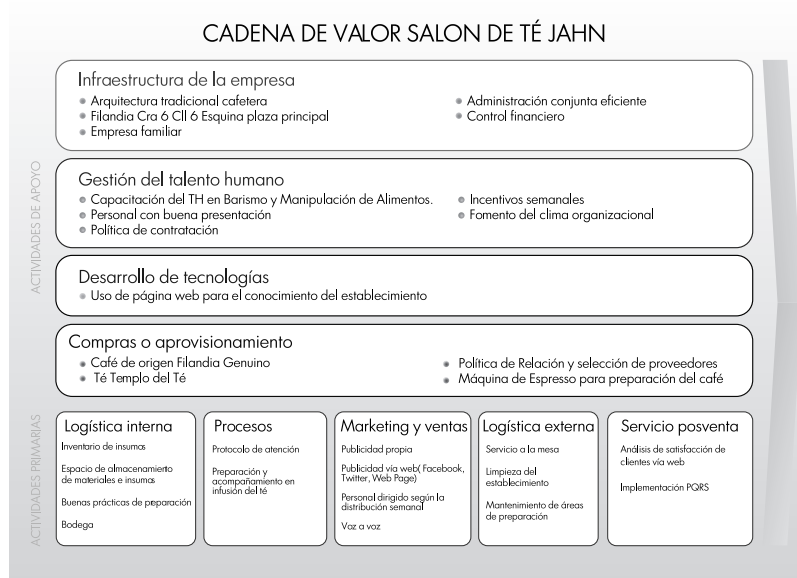 CADENA DE VALOR SALON DE TÉ JAHN
ACTIVIDADES DE APOYO
Infraestructura de la empresa
Arquitectura tradicional cafetera
Filandia Cra 6 Cll 6 Esquina plaza principal
Empresa familiar
Administración conjunta eficiente
Control financiero
Gestión del talento humano
Capacitación del TH en Barismo y Manipulación de Alimentos.
Personal con buena presentación
Política de contratación
Incentivos semanales
Fomento del clima organizacional
Desarrollo de tecnologías
Uso de página web para el conocimiento del establecimiento
Compras o aprovisionamiento
Café de origen Filandia Genuino
Té Templo del Té
Política de Relación y selección de proveedores
Máquina de Espresso para preparación del café
ACTIVIDADES PRIMARIAS
Logística interna
Inventario de insumos
Espacio de almacenamiento
de materiales e insumos
Buenas prácticas de preparación
Bodega
Procesos
Protocolo de atención
Preparación y
acompañamiento en
infusión del té
Marketing y ventas
Publicidad propia
Publicidad vía web( Facebook,
Twitter, Web Page)
Personal dirigido según la
distribución semanal
Voz a voz
Logística externa
Servicio a la mesa
Limpieza del
establecimiento
Mantenimiento de áreas
de preparación
Servicio posventa
Análisis de satisfacción de
clientes vía web
Implementación PQRS